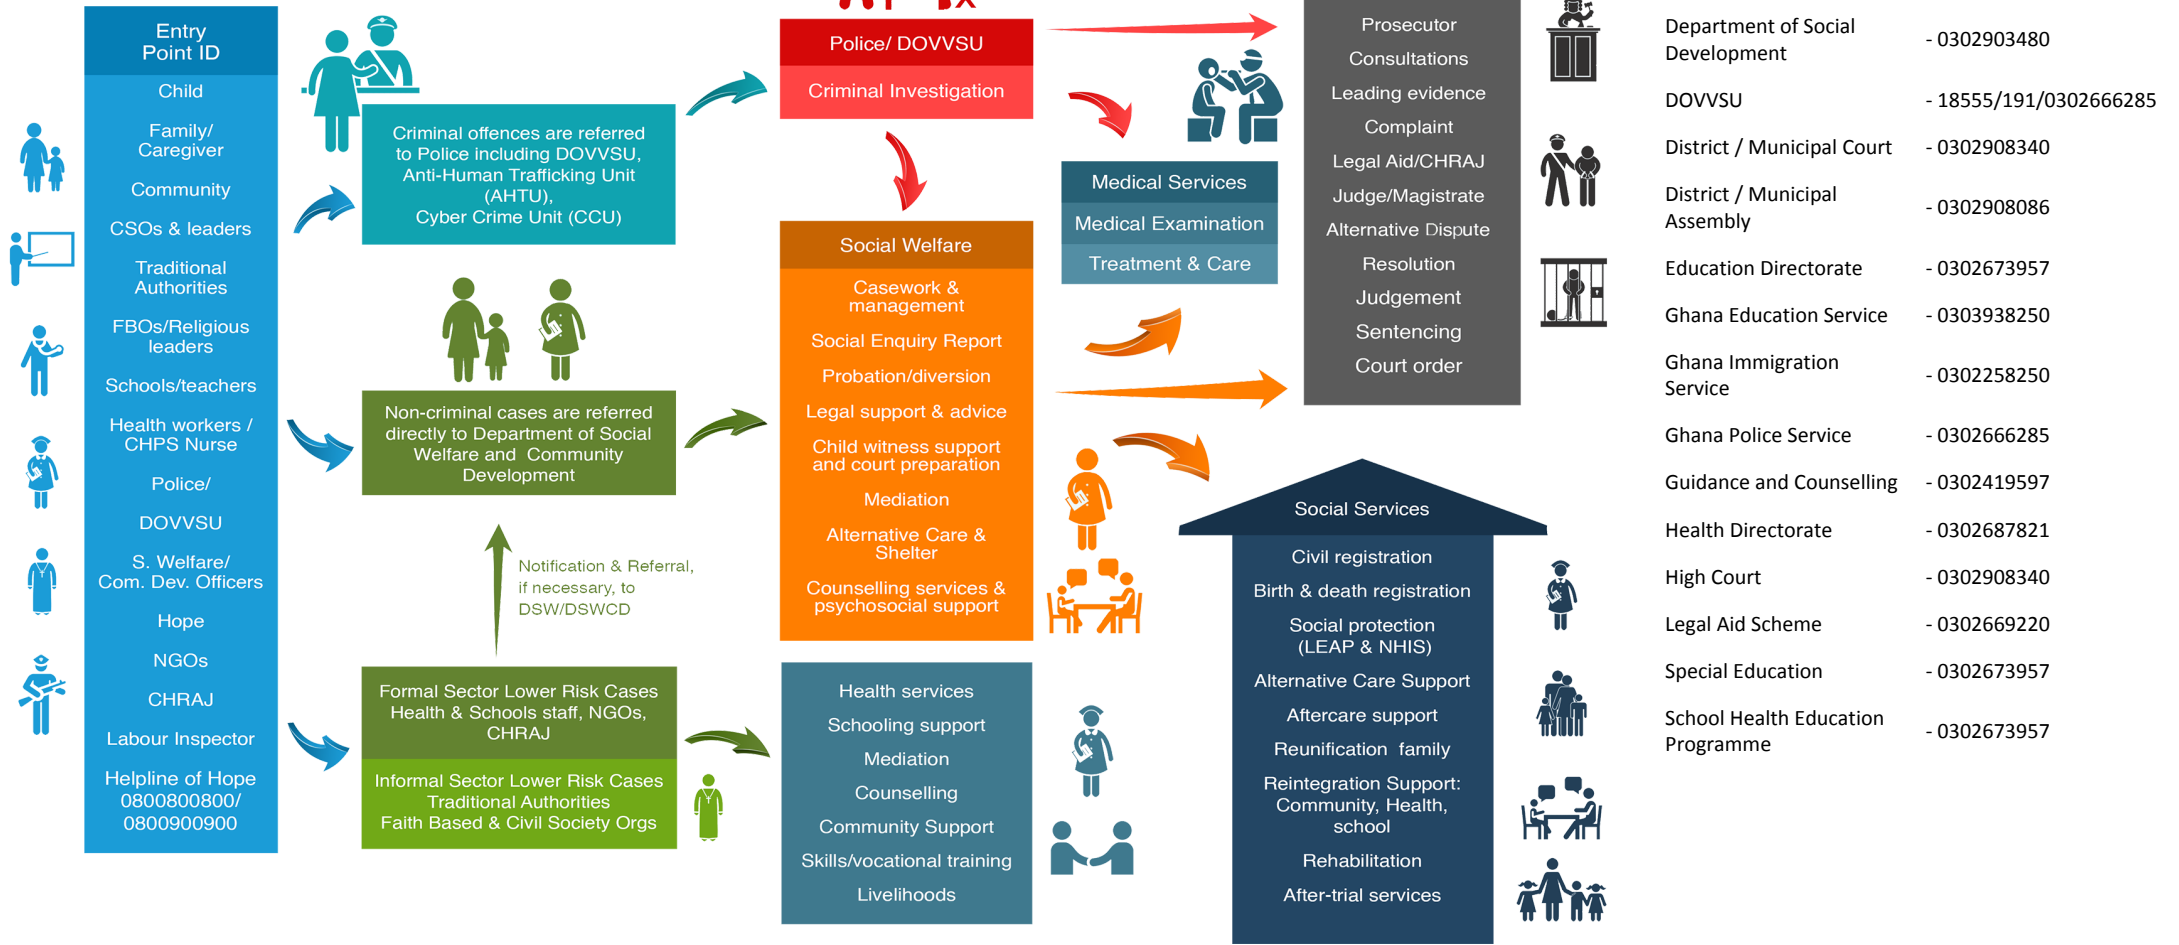 Entry
Point ID
Child
Family/
Caregiver
Community
CSOs & leaders
Traditional
Authorities
FBOs/Religious
leaders
Schools/teachers
Health workers /
CHPS Nurse
Police/
DOVVSU
S. Welfare/
Com. Dev. Officers
Hope
NGOs
CHRAJ
Labour Inspector
Helpline of Hope
0800800800/
0800900900
Criminal offences are referred
to Police including DOVVSU,
Anti-Human Trafficking Unit
(AHTU),
Cyber Crime Unit (CCU)
Non-criminal cases are referred
directly to Department of Social
Welfare and Community
Development
Notification & Referral,
if necessary, to
DSW/DSWCD
Formal Sector Lower Risk Cases
Health & Schools staff, NGOs,
CHRAJ
Informal Sector Lower Risk Cases
Traditional Authorities
Faith Based & Civil Society Orgs
Police/ DOVVSU
Criminal Investigation
Social Welfare
Casework &
management
Social Enquiry Report
Probation/diversion
Legal support & advice
Child witness support
and court preparation
Mediation
Alternative Care &
Shelter
Counselling services &
psychosocial support
Health services
Schooling support
Mediation
Counselling
Community Support
Skills/vocational training
Livelihoods
Medical Services
Medical Examination
Treatment & Care
Prosecutor
Consultations
Leading evidence
Complaint
Legal Aid/CHRAJ
Judge/Magistrate
Alternative Dispute
Resolution
Judgement
Sentencing
Court order
Social Services
Civil registration
Birth & death registration
Social protection
(LEAP & NHIS)
Alternative Care Support
Aftercare support
Reunification family
Reintegration Support:
Community, Health,
school
Rehabilitation
After-trial services
Department of Social
Development - 0302903480
DOVVSU - 18555/191/0302666285
District / Municipal Court - 0302908340
District / Municipal
Assembly - 0302908086
Education Directorate - 0302673957
Ghana Education Service - 0303938250
Ghana Immigration
Service - 0302258250
Ghana Police Service - 0302666285
Guidance and Counselling - 0302419597
Health Directorate - 0302687821
High Court - 0302908340
Legal Aid Scheme - 0302669220
Special Education - 0302673957
School Health Education
Programme - 0302673957